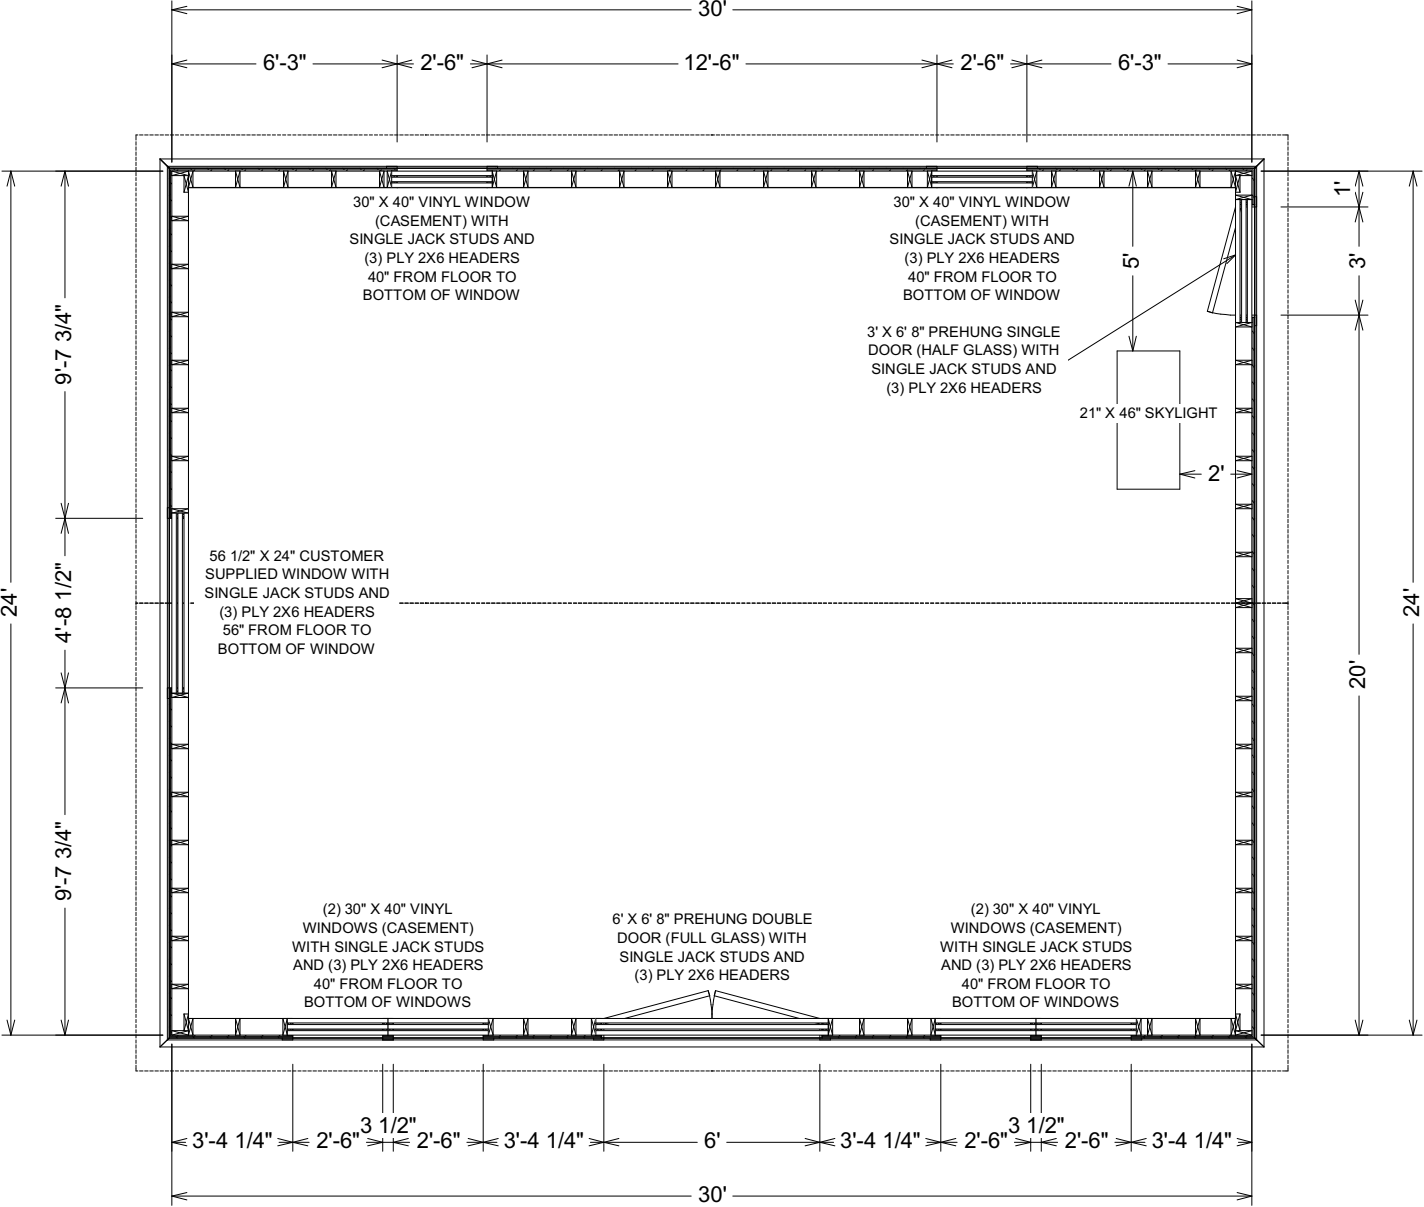 30'
6'-3"
2'-6"
12'-6"
2'-6"
6'-3"
30" X 40" VINYL WINDOW
(CASEMENT) WITH
SINGLE JACK STUDS AND
(3) PLY 2X6 HEADERS
40" FROM FLOOR TO
BOTTOM OF WINDOW
30" X 40" VINYL WINDOW
(CASEMENT) WITH
SINGLE JACK STUDS AND
(3) PLY 2X6 HEADERS
40" FROM FLOOR TO
BOTTOM OF WINDOW
5'
1'
3'
3' X 6' 8" PREHUNG SINGLE
DOOR (HALF GLASS) WITH
SINGLE JACK STUDS AND
(3) PLY 2X6 HEADERS
21" X 46" SKYLIGHT
2'
9'-7 3/4"
24'
4'-8 1/2"
9'-7 3/4"
56 1/2" X 24" CUSTOMER
SUPPLIED WINDOW WITH
SINGLE JACK STUDS AND
(3) PLY 2X6 HEADERS
56" FROM FLOOR TO
BOTTOM OF WINDOW
24'
20'
(2) 30" X 40" VINYL
WINDOWS (CASEMENT)
WITH SINGLE JACK STUDS
AND (3) PLY 2X6 HEADERS
40" FROM FLOOR TO
BOTTOM OF WINDOWS
6' X 6' 8" PREHUNG DOUBLE
DOOR (FULL GLASS) WITH
SINGLE JACK STUDS AND
(3) PLY 2X6 HEADERS
(2) 30" X 40" VINYL
WINDOWS (CASEMENT)
WITH SINGLE JACK STUDS
AND (3) PLY 2X6 HEADERS
40" FROM FLOOR TO
BOTTOM OF WINDOWS
3'-4 1/4"
2'-6"
3 1/2"
2'-6"
3'-4 1/4"
6'
3'-4 1/4"
2'-6"
3 1/2"
2'-6"
3'-4 1/4"
30'